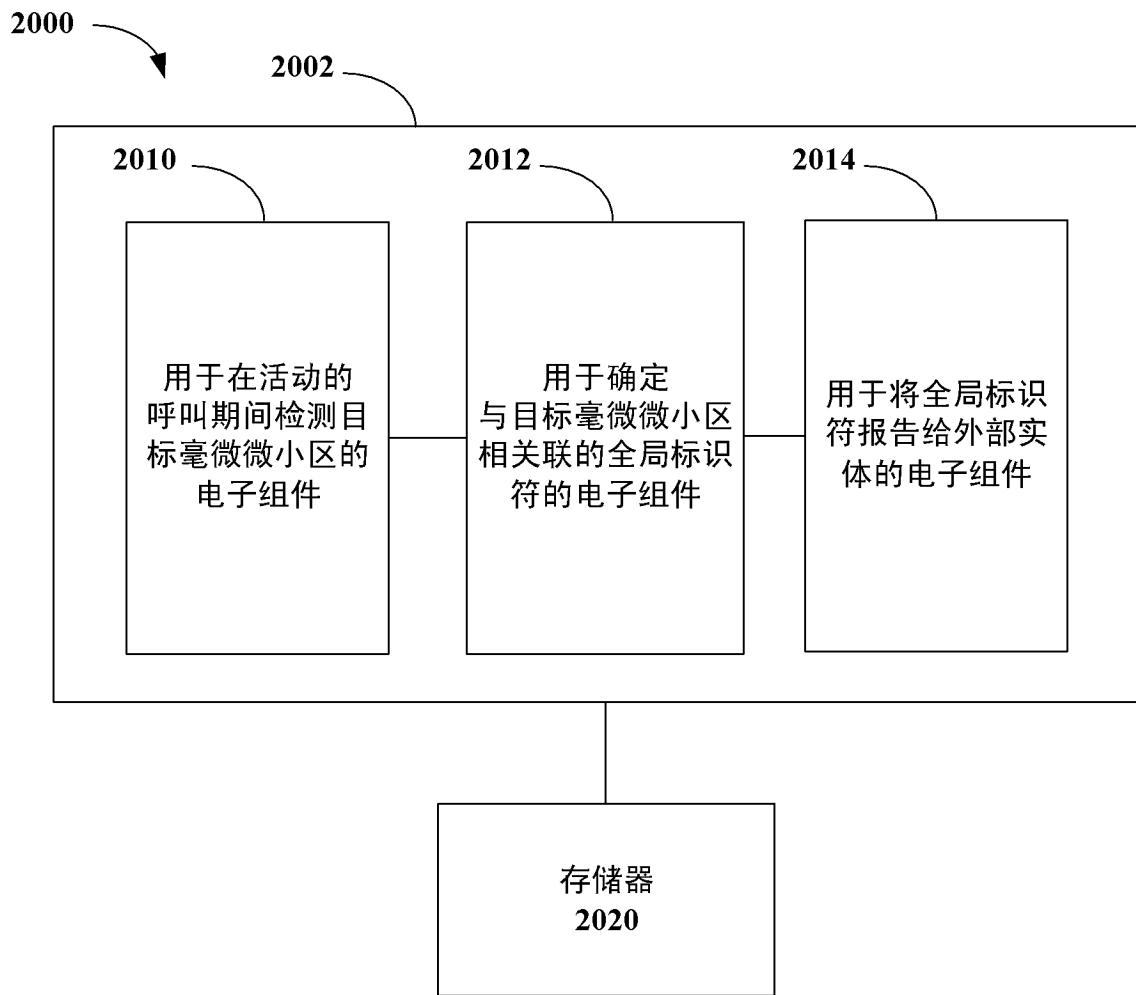 2000
2002
2010
2012
2014
用于在活动的
呼叫期间检测目
标毫微微小区的
电子组件
用于确定
与目标毫微微小区
相关联的全局标识
符的电子组件
用于将全局标识
符报告给外部实
体的电子组件
存储器
2020